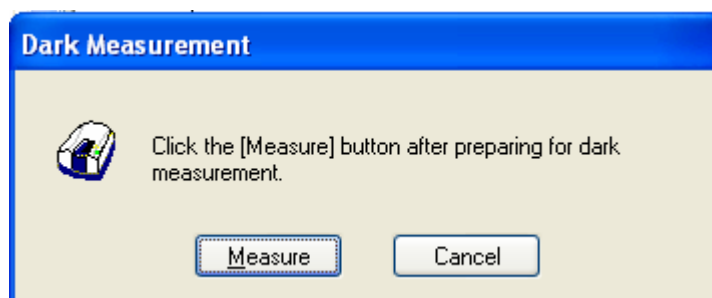 Dark Measurement
Click the [Measure] button after preparing for dark
measurement.
Measure
Cancel